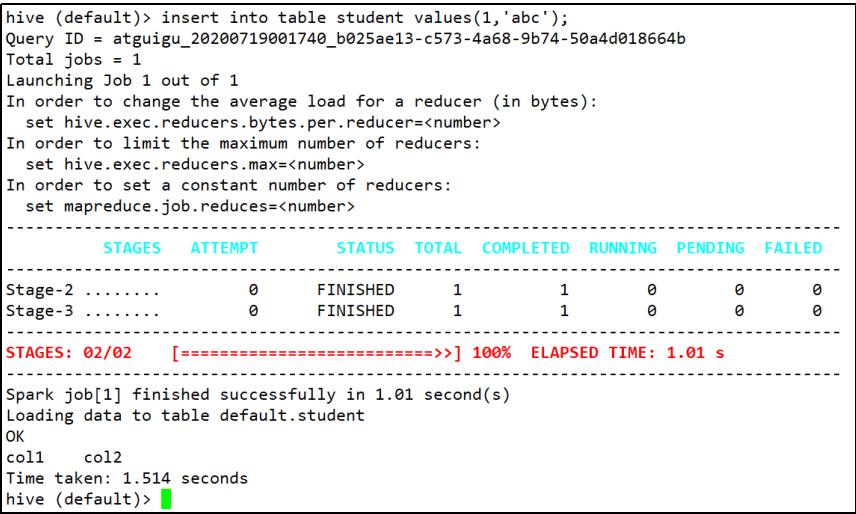 hive (default)> insert into table student values(1,'abc');
Query ID = atguigu_20200719001740_b025ae13-c573-4a68-9b74-50a4d018664b
Total jobs = 1
Launching Job 1 out of 1
In order to change the average load for a reducer (in bytes):
  set hive.exec.reducers.bytes.per.reducer=<number>
In order to limit the maximum number of reducers:
  set hive.exec.reducers.max=<number>
In order to set a constant number of reducers:
  set mapreduce.job.reduces=<number>
--------------------------------------------------------------------------------------
          STAGES   ATTEMPT        STATUS  TOTAL  COMPLETED  RUNNING  PENDING  FAILED
--------------------------------------------------------------------------------------
Stage-2 ........         0      FINISHED      1          1        0        0       0
Stage-3 ........         0      FINISHED      1          1        0        0       0
--------------------------------------------------------------------------------------
STAGES: 02/02    [==========================>>] 100%  ELAPSED TIME: 1.01 s
--------------------------------------------------------------------------------------
Spark job[1] finished successfully in 1.01 second(s)
Loading data to table default.student
OK
col1    col2
Time taken: 1.514 seconds
hive (default)>